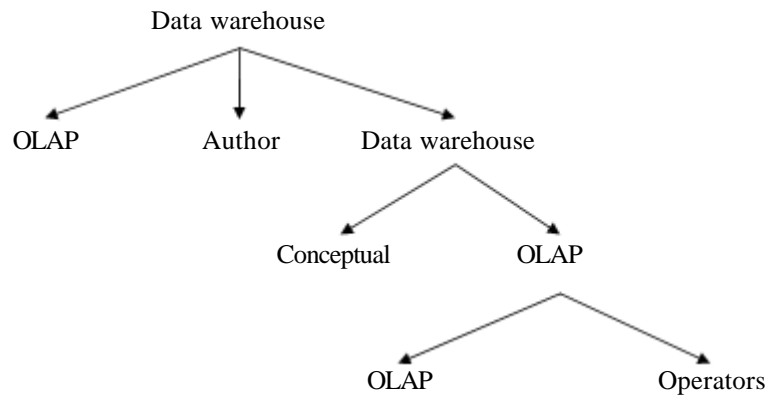 Data warehouse
OLAP Author Data warehouse
Conceptual OLAP
OLAP Operators